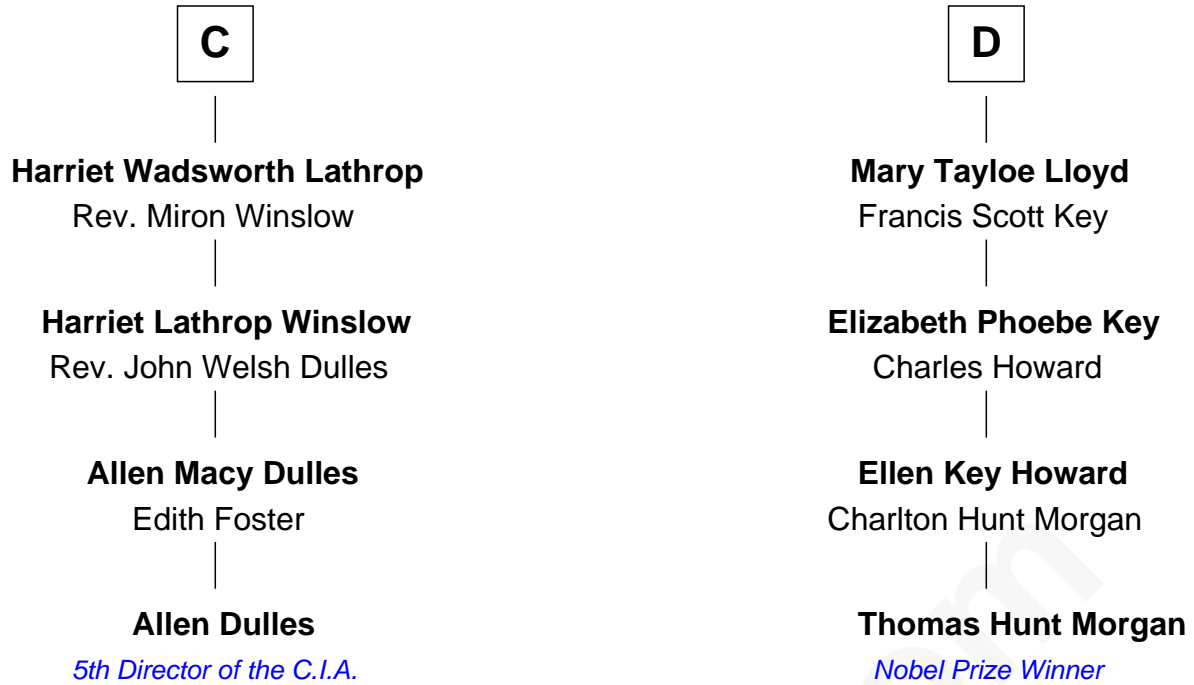 C
Harriet Wadsworth Lathrop
Rev. Miron Winslow
Harriet Lathrop Winslow
Rev. John Welsh Dulles
Allen Macy Dulles
Edith Foster
Allen Dulles
5th Director of the C.I.A.
D
Mary Tayloe Lloyd
Francis Scott Key
Elizabeth Phoebe Key
Charles Howard
Ellen Key Howard
Charlton Hunt Morgan
Thomas Hunt Morgan
Nobel Prize Winner